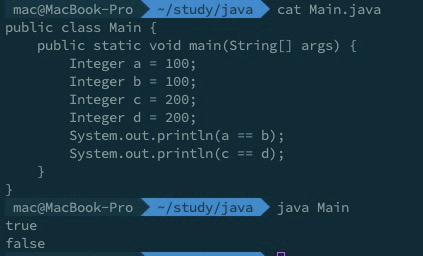 mac@MacBook-Pro ~/study/java cat Main.java
public class Main {
    public static void main(String[] args) {
        Integer a = 100;
        Integer b = 100;
        Integer c = 200;
        Integer d = 200;
        System.out.println(a == b);
        System.out.println(c == d);
    }
}
mac@MacBook-Pro ~/study/java java Main
true
false